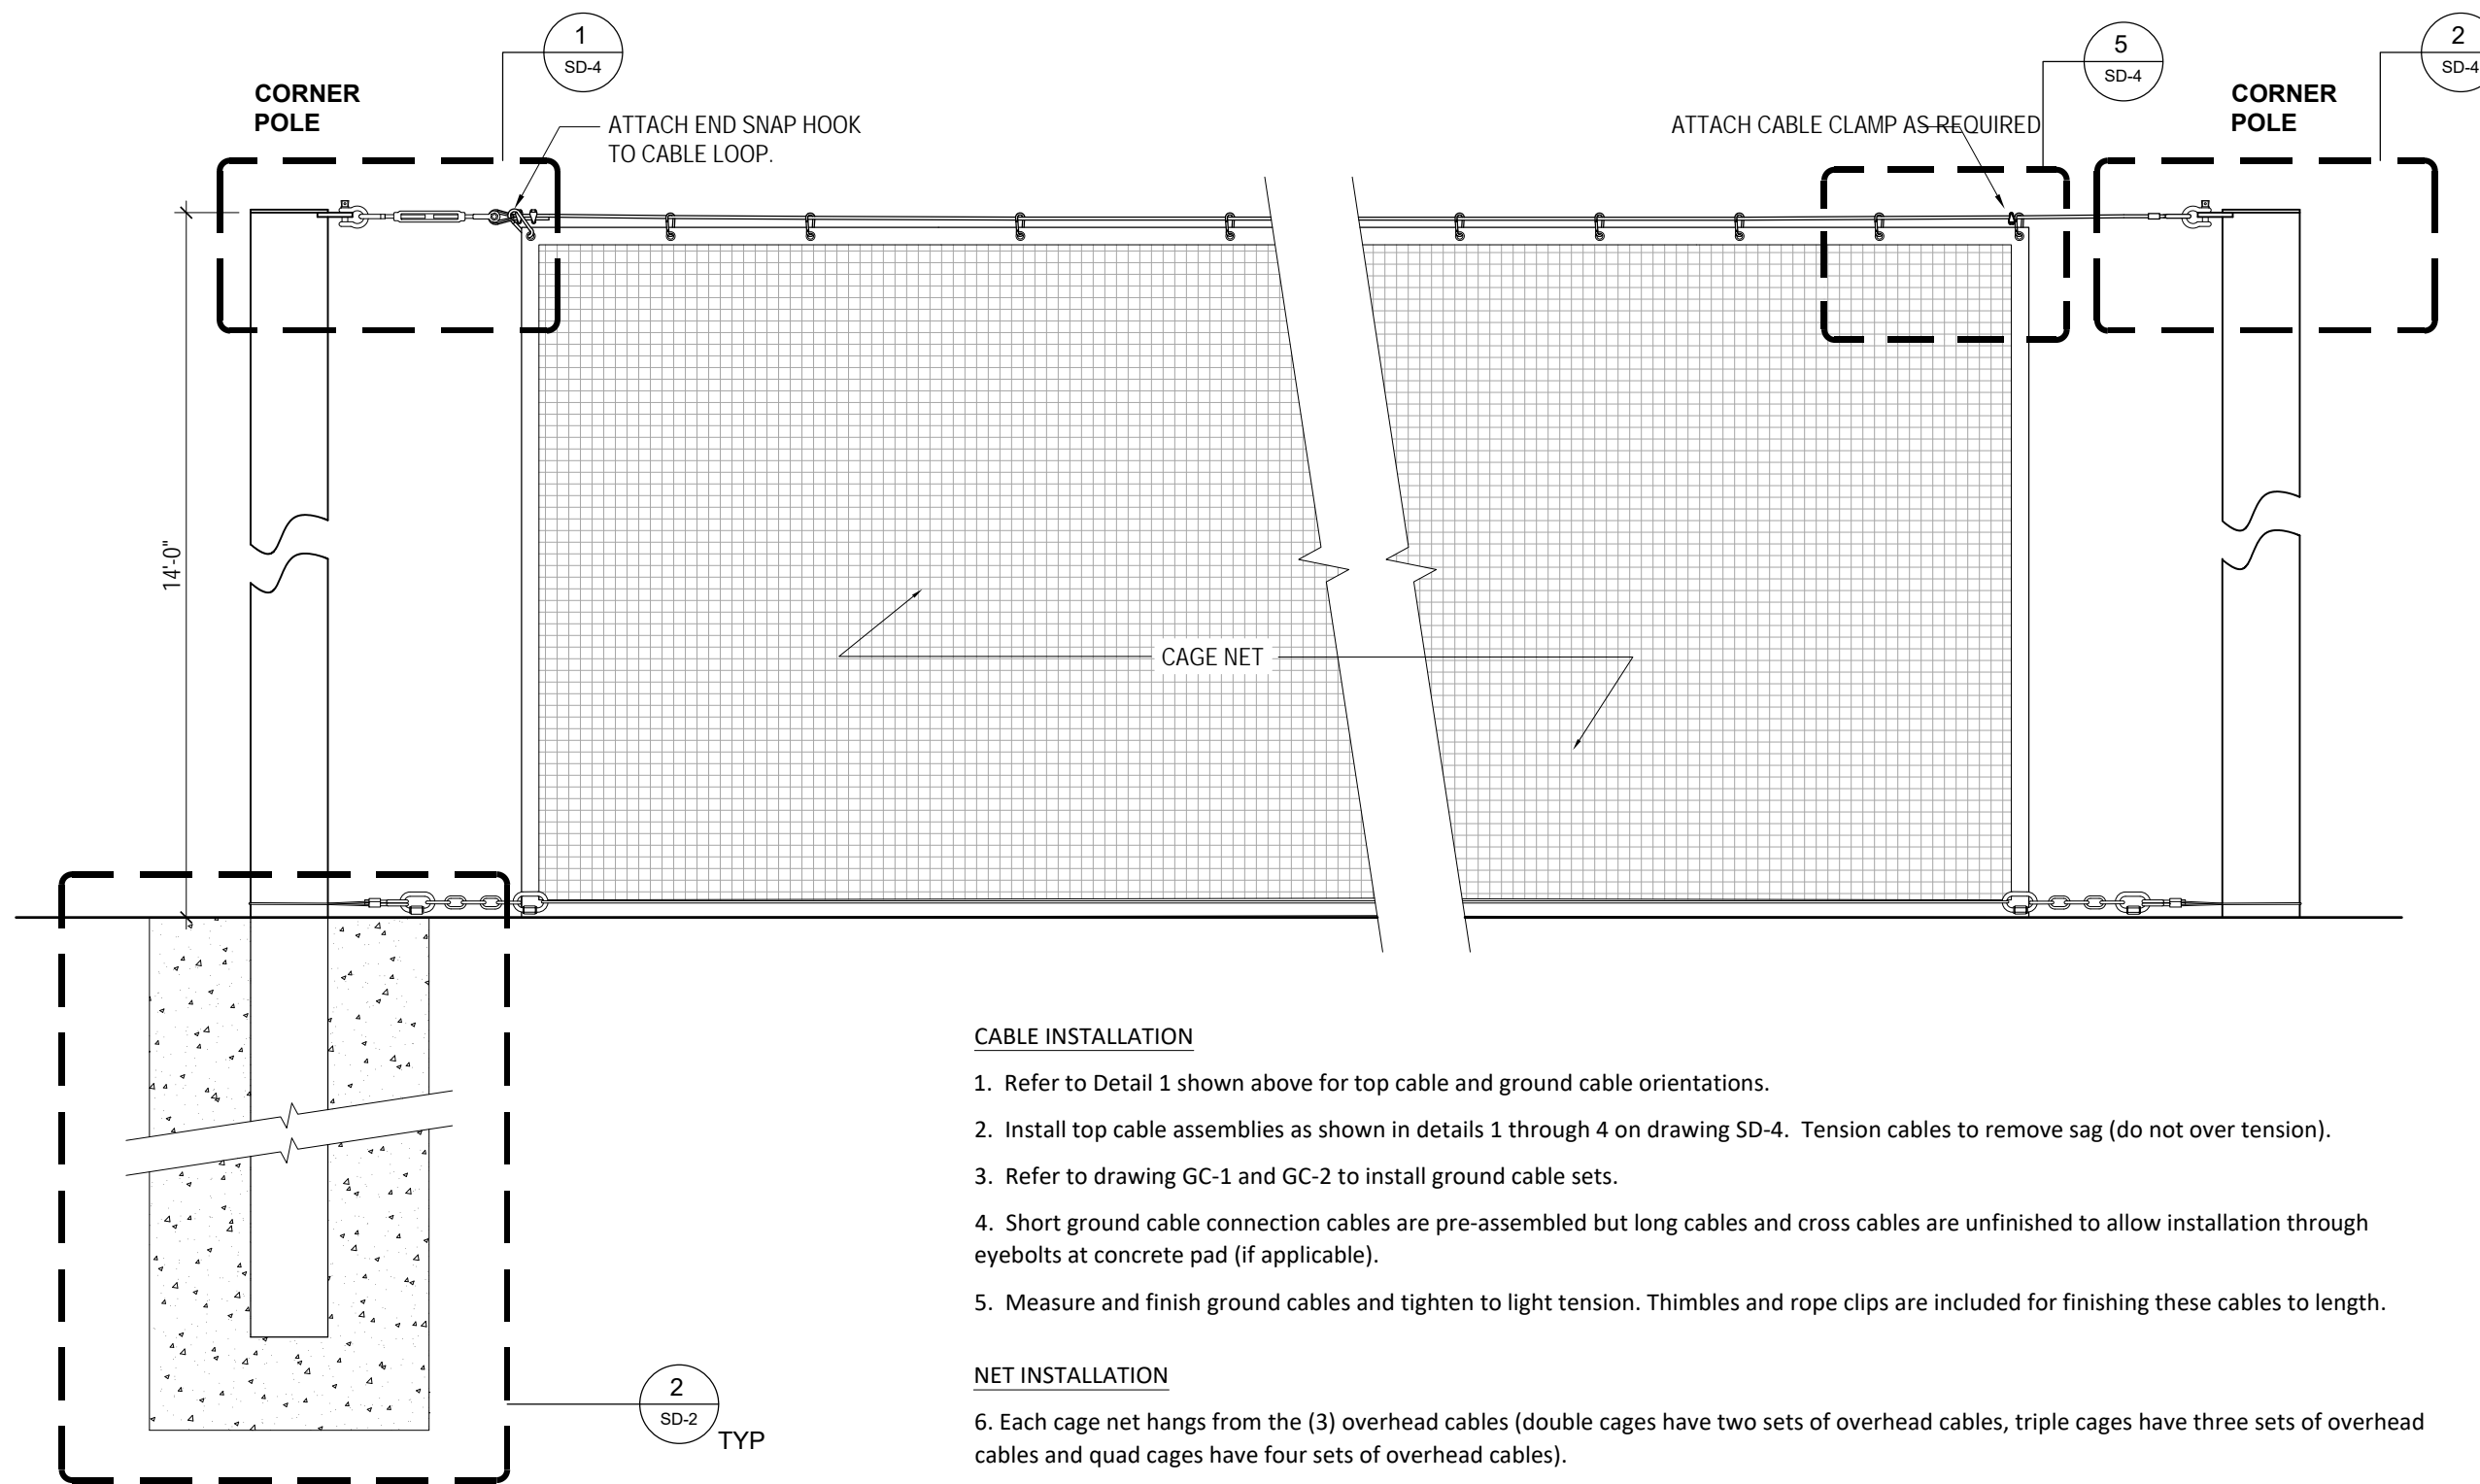 1
SD-4
5
SD-4
2
SD-4
CORNER
POLE
CORNER
POLE
ATTACH END SNAP HOOK
TO CABLE LOOP.
ATTACH CABLE CLAMP AS REQUIRED
14'-0"
CAGE NET
CABLE INSTALLATION
1. Refer to Detail 1 shown above for top cable and ground cable orientations.
2. Install top cable assemblies as shown in details 1 through 4 on drawing SD-4. Tension cables to remove sag (do not over tension).
3. Refer to drawing GC-1 and GC-2 to install ground cable sets.
4. Short ground cable connection cables are pre-assembled but long cables and cross cables are unfinished to allow installation through
eyebolts at concrete pad (if applicable).
5. Measure and finish ground cables and tighten to light tension. Thimbles and rope clips are included for finishing these cables to length.
NET INSTALLATION
6. Each cage net hangs from the (3) overhead cables (double cages have two sets of overhead cables, triple cages have three sets of overhead
cables and quad cages have four sets of overhead cables).
2
SD-2
TYP